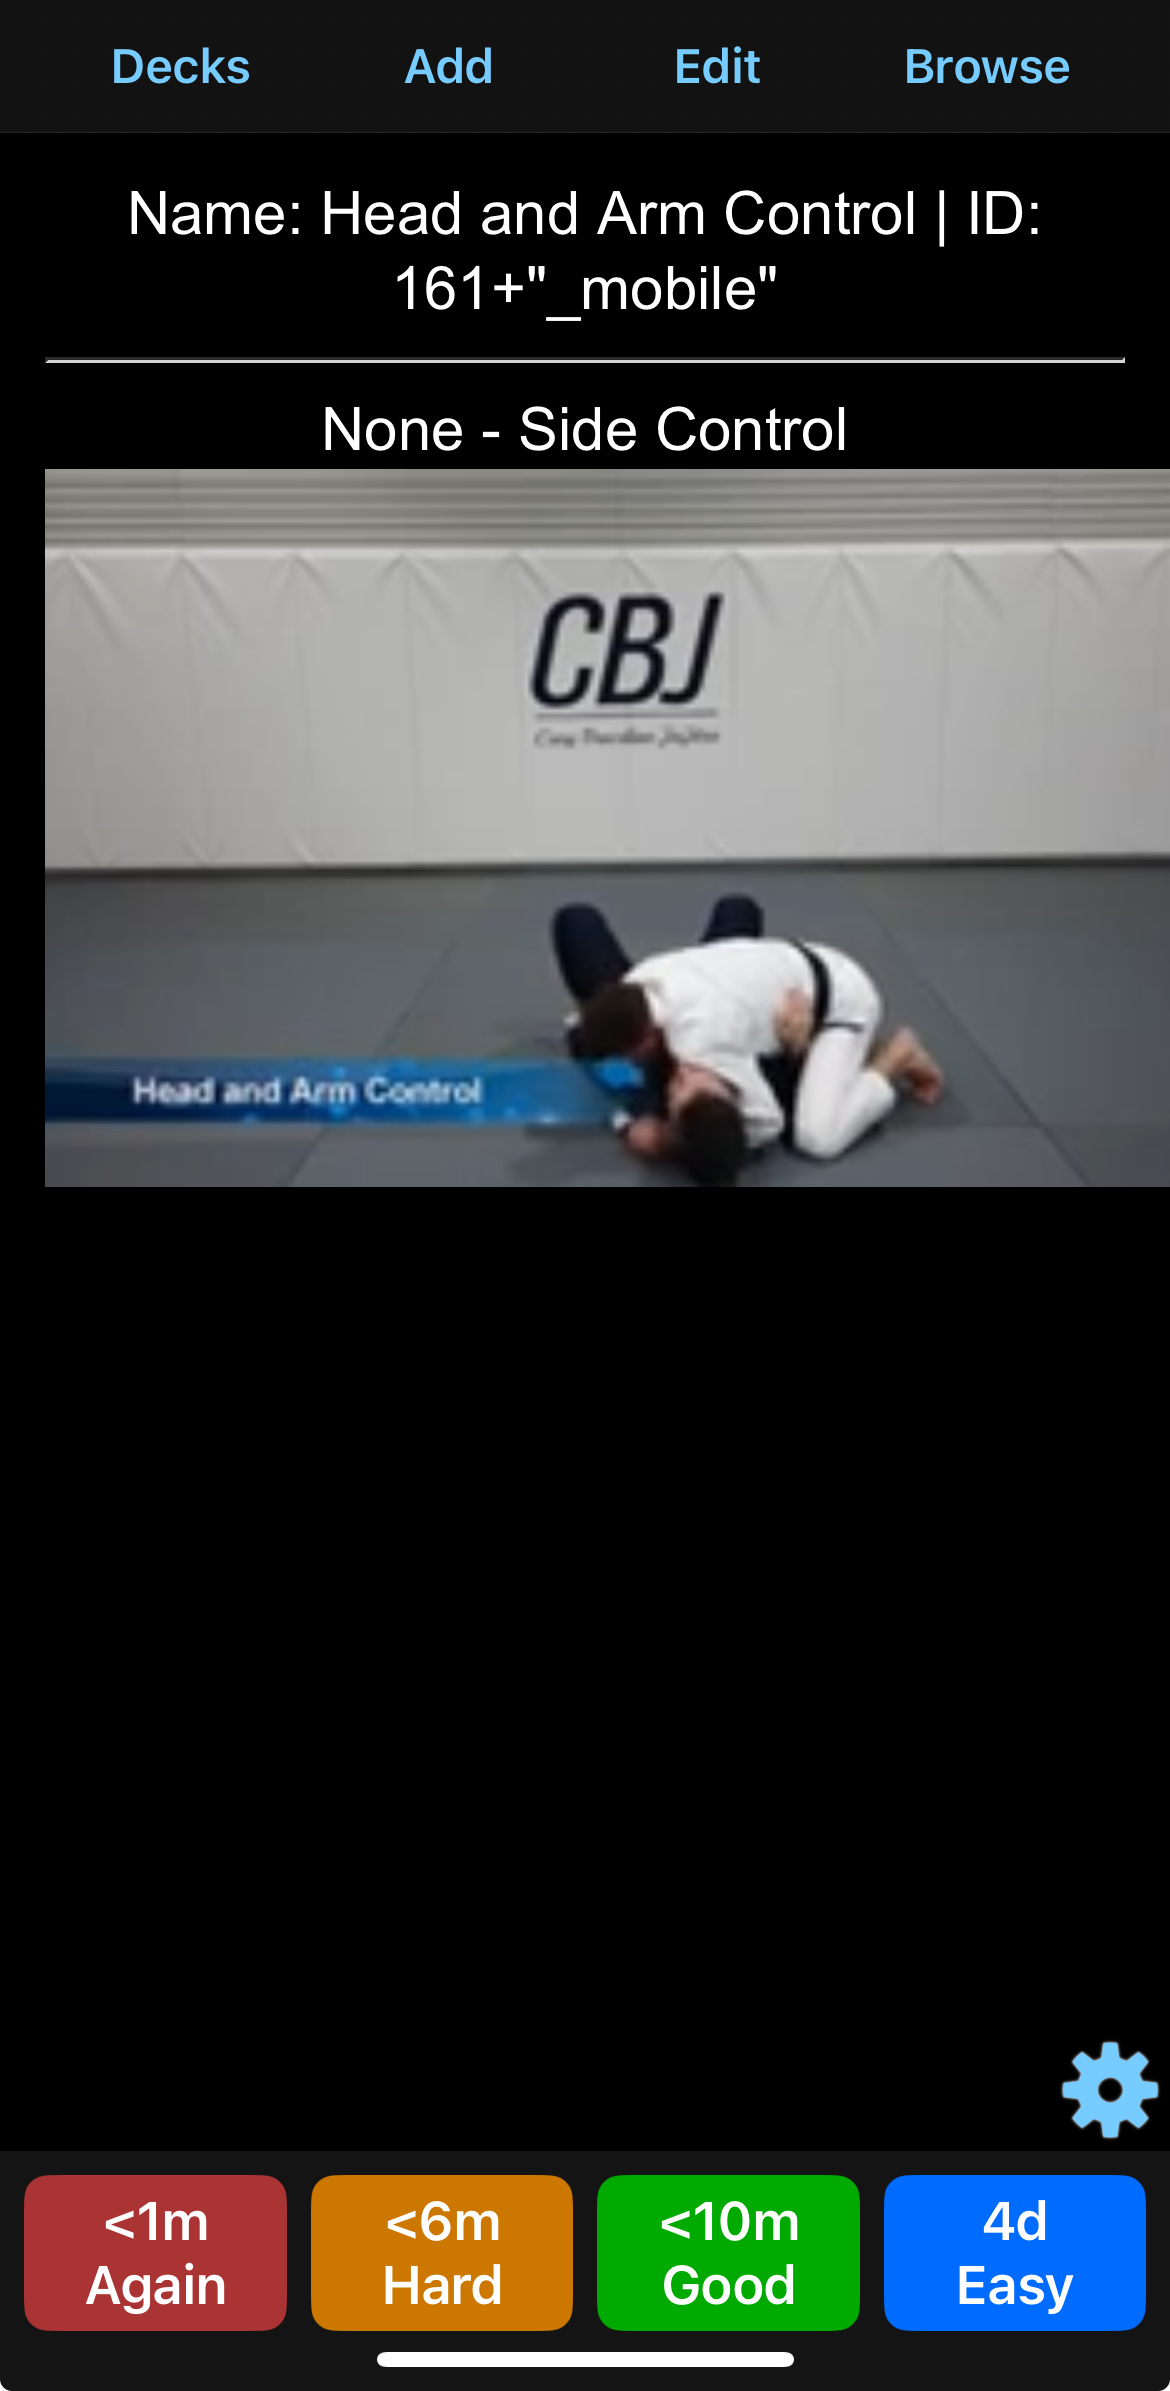 Decks Add Edit Browse
Name: Head and Arm Control | ID:
161+"_mobile"
None - Side Control
CBJ
Head and Arm Control
<1m <6m <10m 4d
Again Hard Good Easy